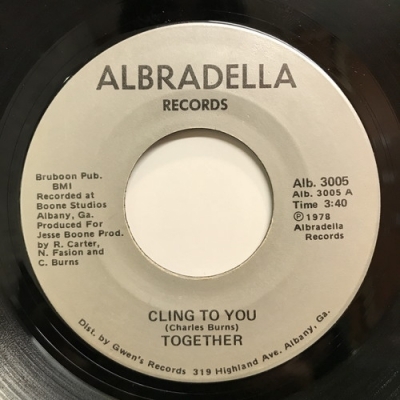 ALBRADELLA
RECORDS
Bruboon Pub.
BMI
Recorded at
Boone Studios
Albany, Ga.
Produced For
Jesse Boone Prod.
by R. Carter,
N. Fasion and
C. Burns
Alb. 3005
Alb. 3005 A
Time 3:40
Ⓟ 1978
Albradella
Records
CLING TO YOU
(Charles Burns)
TOGETHER
Dist. by Gwen's Records 319 Highland Ave. Albany, Ga.